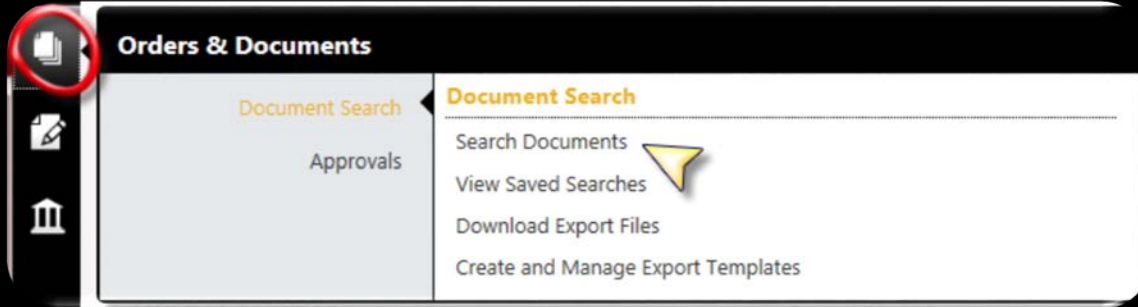 Orders & Documents
Document Search
Approvals
Document Search
Search Documents
View Saved Searches
Download Export Files
Create and Manage Export Templates